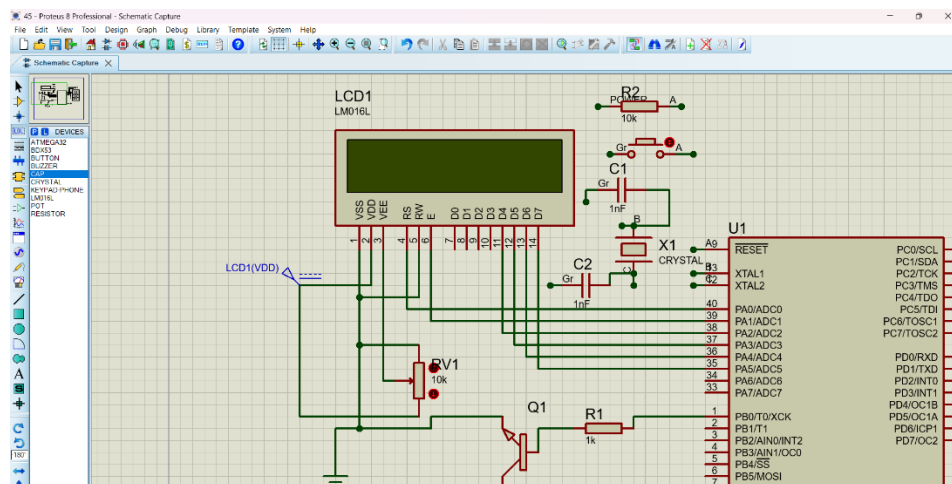 45 - Proteus 8 Professional - Schematic Capture
File Edit View Tool Design Graph Debug Library Template System Help
Schematic Capture
P L DEVICES
ATMEGA32
BDX53
BUTTON
BUZZER
CAP
CRYSTAL
KEYPAD-PHONE
LM016L
POT
RESISTOR
180°
LCD1
LM016L
VSS VDD VEE RS RW E D0 D1 D2 D3 D4 D5 D6 D7
1 2 3 4 5 6 7 8 9 10 11 12 13 14
LCD1(VDD)
R2
POWER A
10k
Gr A
C1
Gr
1nF
B
X1
CRYSTAL
C
C2
Gr
1nF
RV1
10k
Q1
R1
1k
U1
A9 RESET PC0/SCL
PC1/SDA
B 13 XTAL1 PC2/TCK
C 12 XTAL2 PC3/TMS
PC4/TDO
40 PA0/ADC0 PC5/TDI
39 PA1/ADC1 PC6/TOSC1
38 PA2/ADC2 PC7/TOSC2
37 PA3/ADC3
36 PA4/ADC4 PD0/RXD
35 PA5/ADC5 PD1/TXD
34 PA6/ADC6 PD2/INT0
33 PA7/ADC7 PD3/INT1
PD4/OC1B
1 PB0/T0/XCK PD5/OC1A
2 PB1/T1 PD6/ICP1
3 PB2/AIN0/INT2 PD7/OC2
4 PB3/AIN1/OC0
5 PB4/SS
6 PB5/MOSI
7